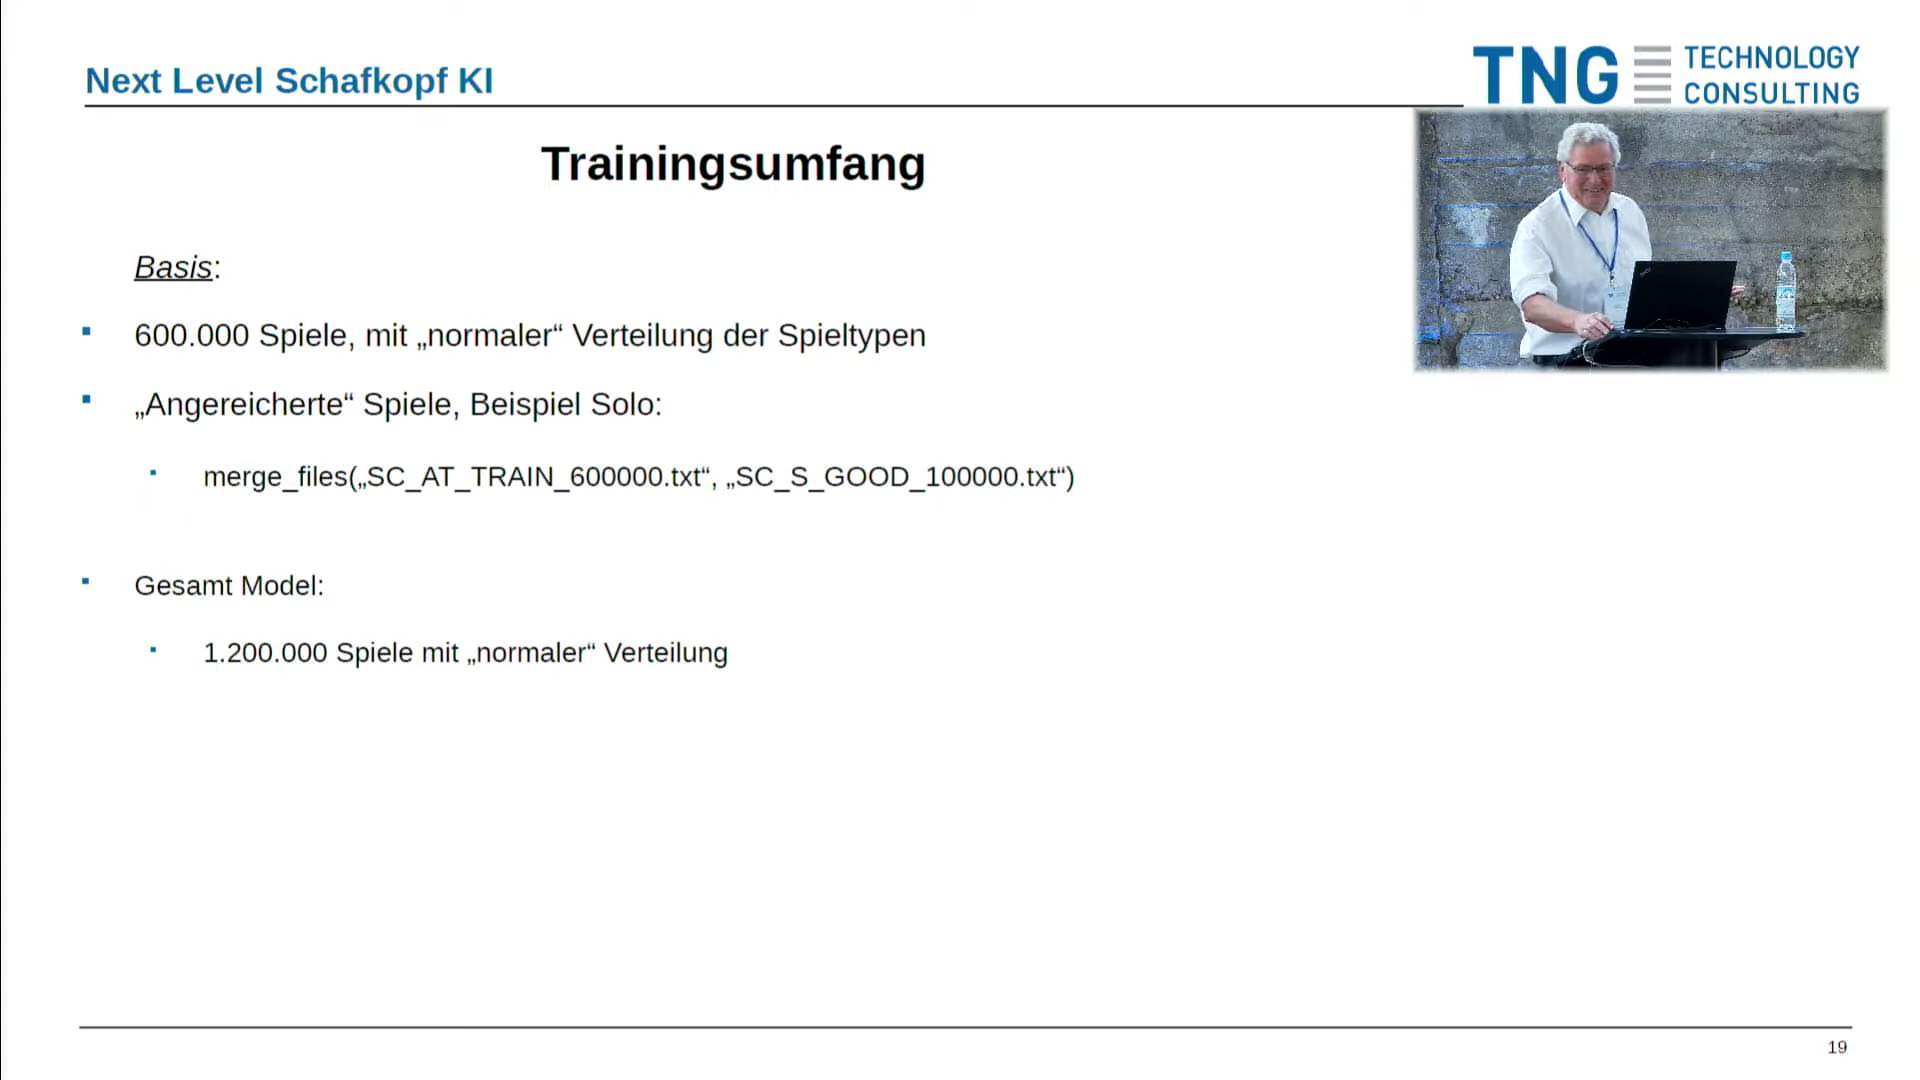 Next Level Schafkopf KI
TNG TECHNOLOGY
CONSULTING
Trainingsumfang
Basis:
600.000 Spiele, mit „normaler“ Verteilung der Spieltypen
„Angereicherte“ Spiele, Beispiel Solo:
merge_files(„SC_AT_TRAIN_600000.txt“, „SC_S_GOOD_100000.txt“)
Gesamt Model:
1.200.000 Spiele mit „normaler“ Verteilung
19